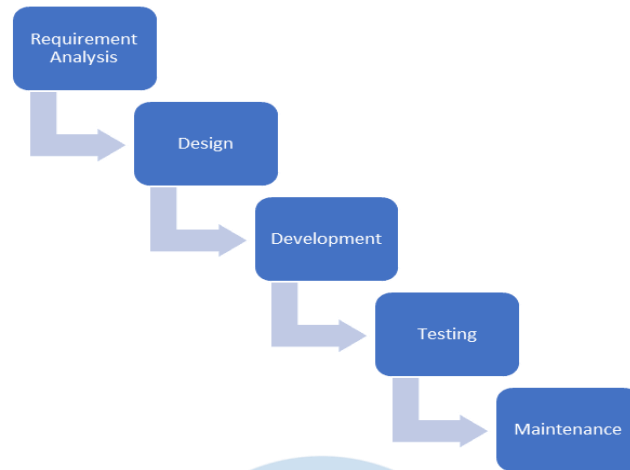 Requirement
Analysis
Design
Development
Testing
Maintenance